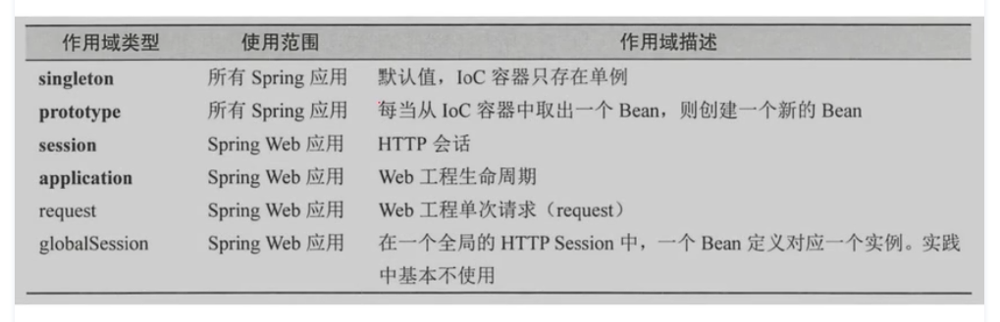 作用域类型 使用范围 作用域描述
singleton 所有 Spring 应用 默认值，IoC 容器只存在单例
prototype 所有 Spring 应用 每当从 IoC 容器中取出一个 Bean，则创建一个新的 Bean
session Spring Web 应用 HTTP 会话
application Spring Web 应用 Web 工程生命周期
request Spring Web 应用 Web 工程单次请求（request）
globalSession Spring Web 应用 在一个全局的 HTTP Session 中，一个 Bean 定义对应一个实例。实践
中基本不使用